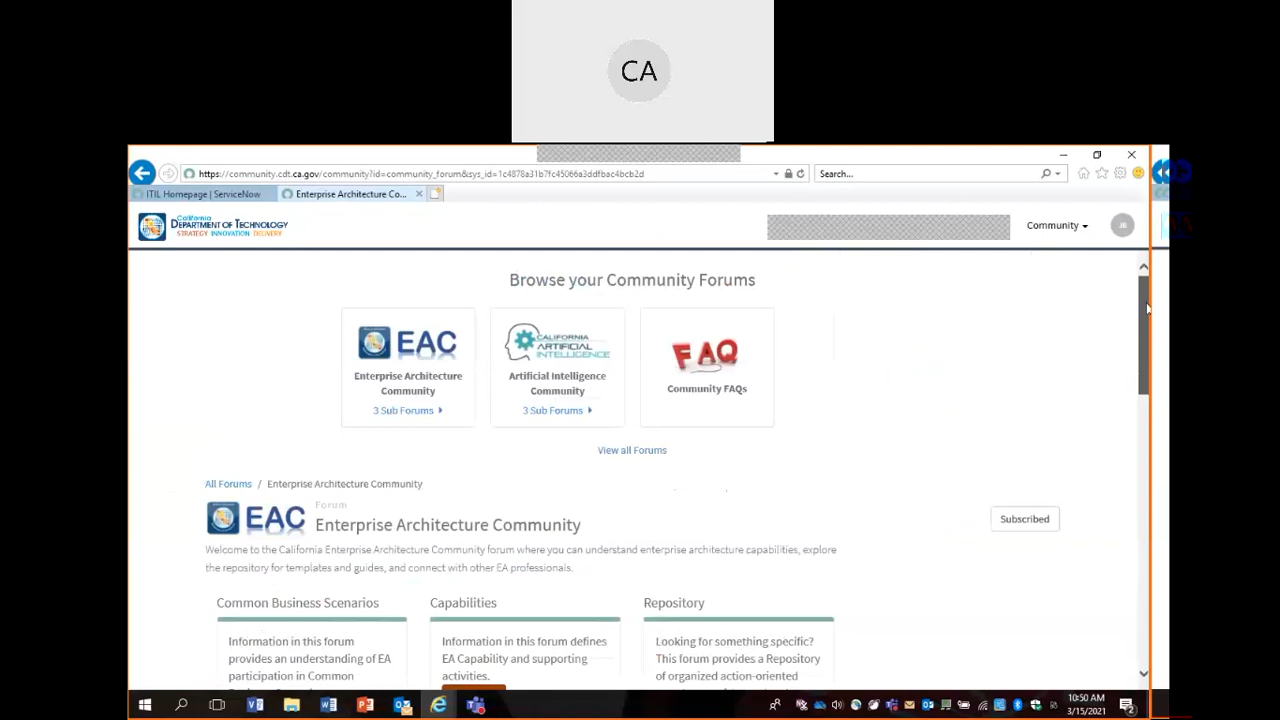 CA
https://community.cdt.ca.gov/community?id=community_forum&sys_id=1c4878a31b7fc45066a3ddfbac4bcb2d
Search...
ITIL Homepage | ServiceNow
Enterprise Architecture Co...
California
DEPARTMENT OF TECHNOLOGY
STRATEGY INNOVATION DELIVERY
Community
JB
Browse your Community Forums
EAC
Enterprise Architecture
Community
3 Sub Forums
CALIFORNIA
ARTIFICIAL
INTELLIGENCE
Artificial Intelligence
Community
3 Sub Forums
FAQ
Community FAQs
View all Forums
All Forums / Enterprise Architecture Community
EAC
Forum
Enterprise Architecture Community
Subscribed
Welcome to the California Enterprise Architecture Community forum where you can understand enterprise architecture capabilities, explore
the repository for templates and guides, and connect with other EA professionals.
Common Business Scenarios
Information in this forum
provides an understanding of EA
participation in Common
Capabilities
Information in this forum defines
EA Capability and supporting
activities.
Repository
Looking for something specific?
This forum provides a Repository
of organized action-oriented
10:50 AM
3/15/2021
2